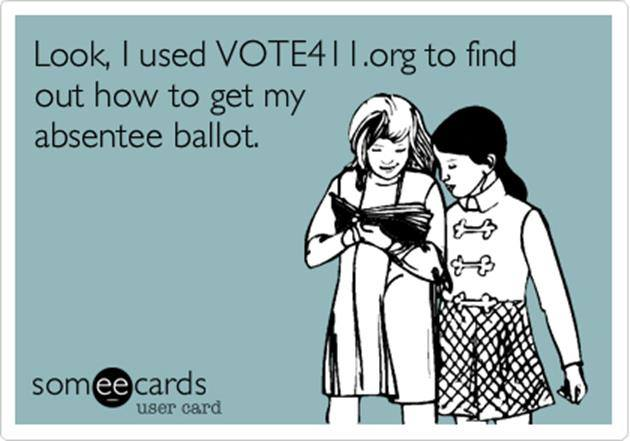 Look, I used VOTE411.org to find
out how to get my
absentee ballot.
someecards
user card